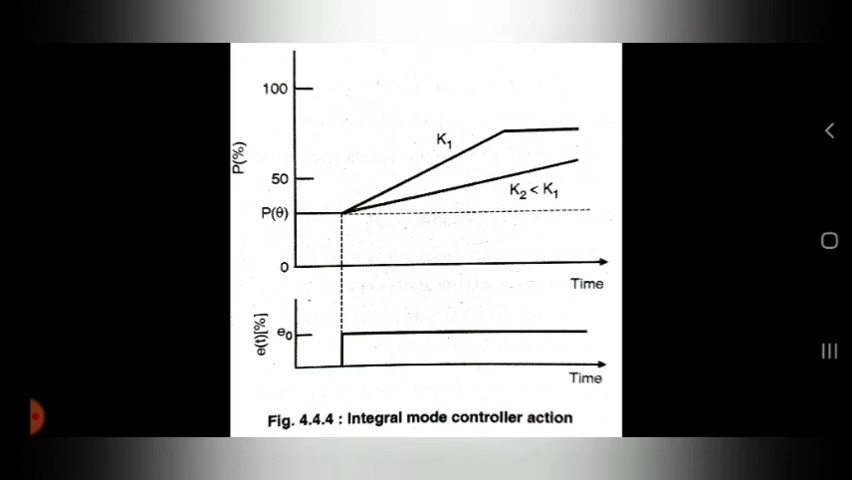 100
P(%)
K1
50
K2 < K1
P(θ)
0
Time
e(t)[%]
e0
Time
Fig. 4.4.4 : Integral mode controller action